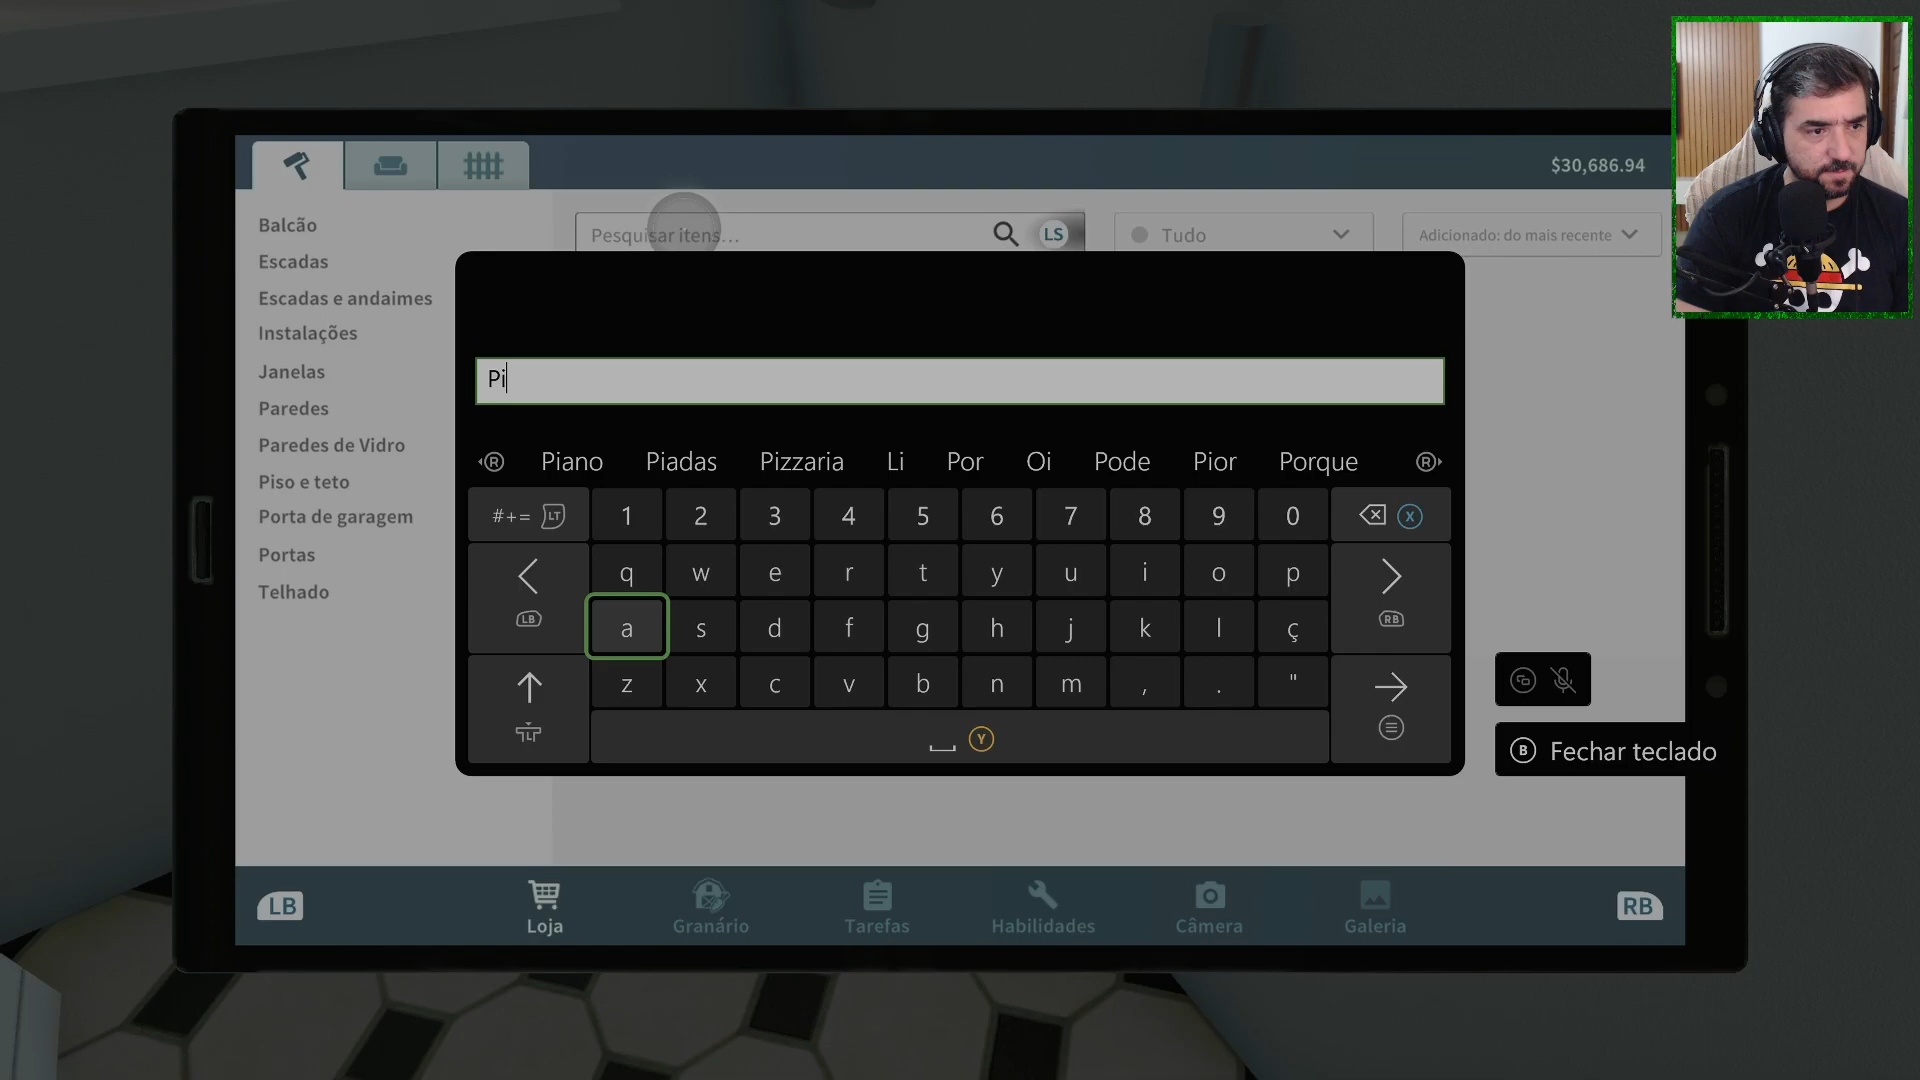 $30,686.94
Balcão
Escadas
Escadas e andaimes
Instalações
Janelas
Paredes
Paredes de Vidro
Piso e teto
Porta de garagem
Portas
Telhado
Pesquisar itens...
LS
Tudo
Adicionado: do mais recente
Pi
R Piano Piadas Pizzaria Li Por Oi Pode Pior Porque R
#+= LT 1 2 3 4 5 6 7 8 9 0 X
q w e r t y u i o p
LB a s d f g h j k l ç RB
z x c v b n m , . "
Y
B Fechar teclado
LB Loja Granário Tarefas Habilidades Câmera Galeria RB